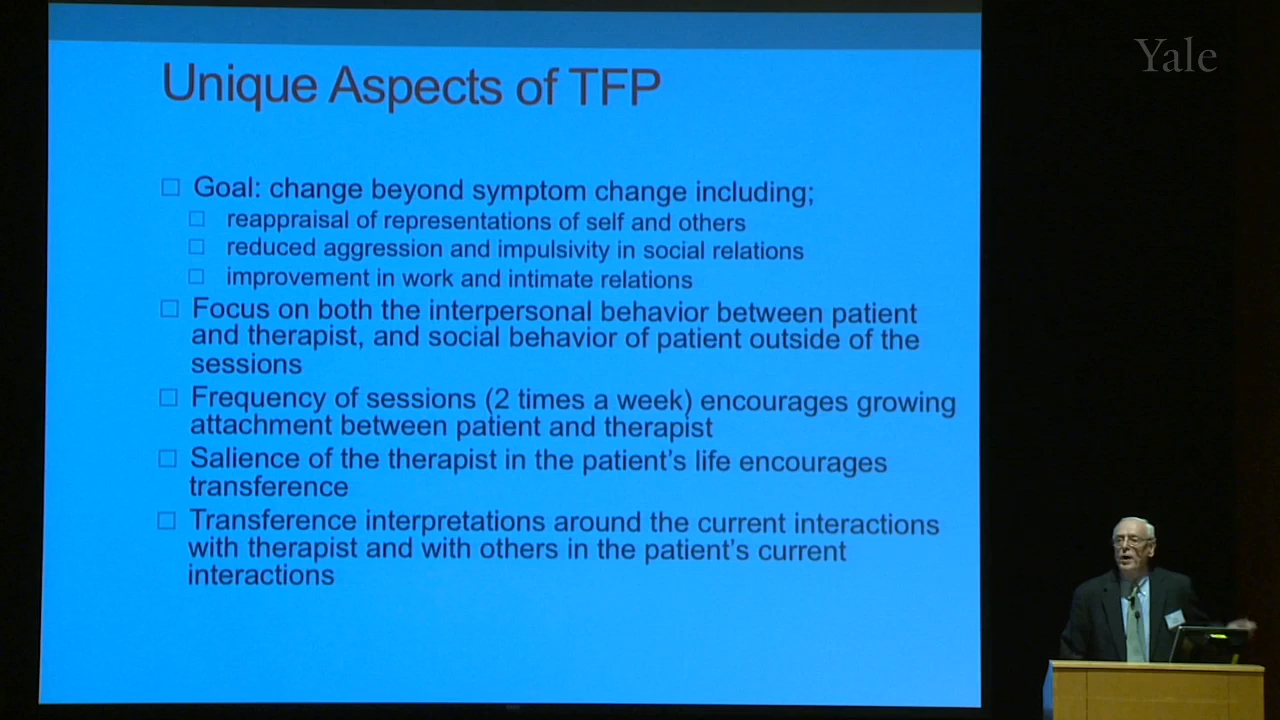 Yale
Unique Aspects of TFP
Goal: change beyond symptom change including;
reappraisal of representations of self and others
reduced aggression and impulsivity in social relations
improvement in work and intimate relations
Focus on both the interpersonal behavior between patient
and therapist, and social behavior of patient outside of the
sessions
Frequency of sessions (2 times a week) encourages growing
attachment between patient and therapist
Salience of the therapist in the patient's life encourages
transference
Transference interpretations around the current interactions
with therapist and with others in the patient's current
interactions